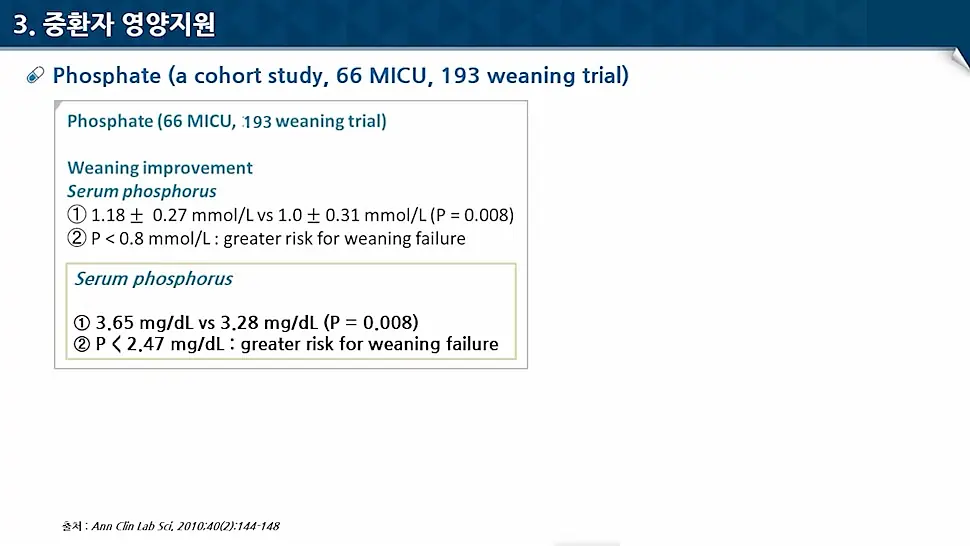 3. 중환자 영양지원
Phosphate (a cohort study, 66 MICU, 193 weaning trial)
Phosphate (66 MICU, 193 weaning trial)
Weaning improvement
Serum phosphorus
① 1.18 ± 0.27 mmol/L vs 1.0 ± 0.31 mmol/L (P = 0.008)
② P < 0.8 mmol/L : greater risk for weaning failure
Serum phosphorus
① 3.65 mg/dL vs 3.28 mg/dL (P = 0.008)
② P < 2.47 mg/dL : greater risk for weaning failure
출처 : Ann Clin Lab Sci, 2010;40(2):144-148